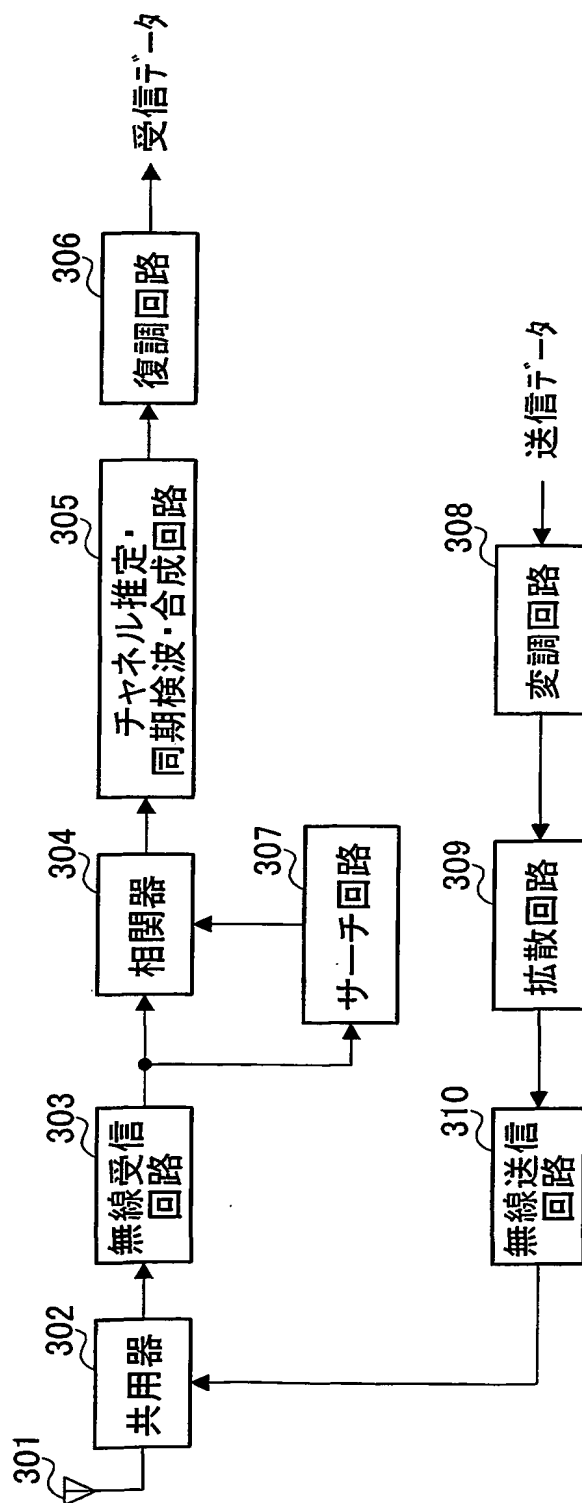 301
302
共用器
303
無線受信
回路
304
相関器
305
チャネル推定・
同期検波・合成回路
306
復調回路
受信データ
307
サーチ回路
308
変調回路
送信データ
309
拡散回路
310
無線送信
回路